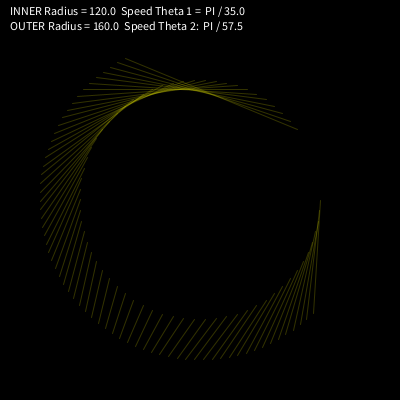 INNER Radius = 120.0  Speed Theta 1 =  PI / 35.0
OUTER Radius = 160.0  Speed Theta 2:  PI / 57.5